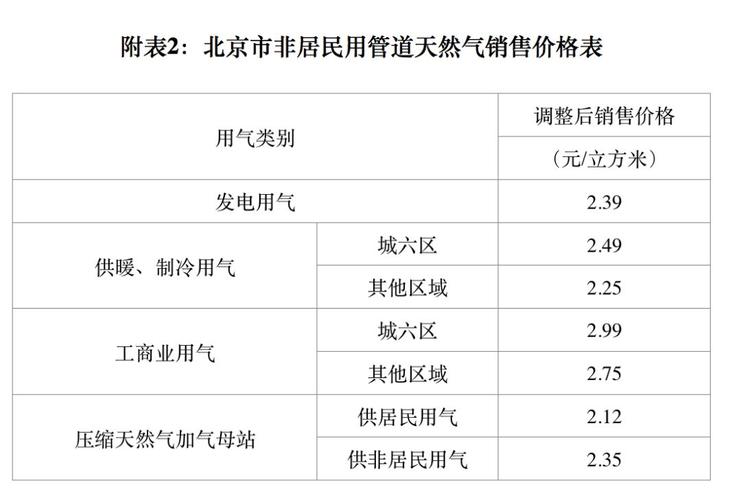 附表2：北京市非居民用管道天然气销售价格表
用气类别
调整后销售价格
（元/立方米）
发电用气 2.39
供暖、制冷用气
城六区 2.49
其他区域 2.25
工商业用气
城六区 2.99
其他区域 2.75
压缩天然气加气母站
供居民用气 2.12
供非居民用气 2.35